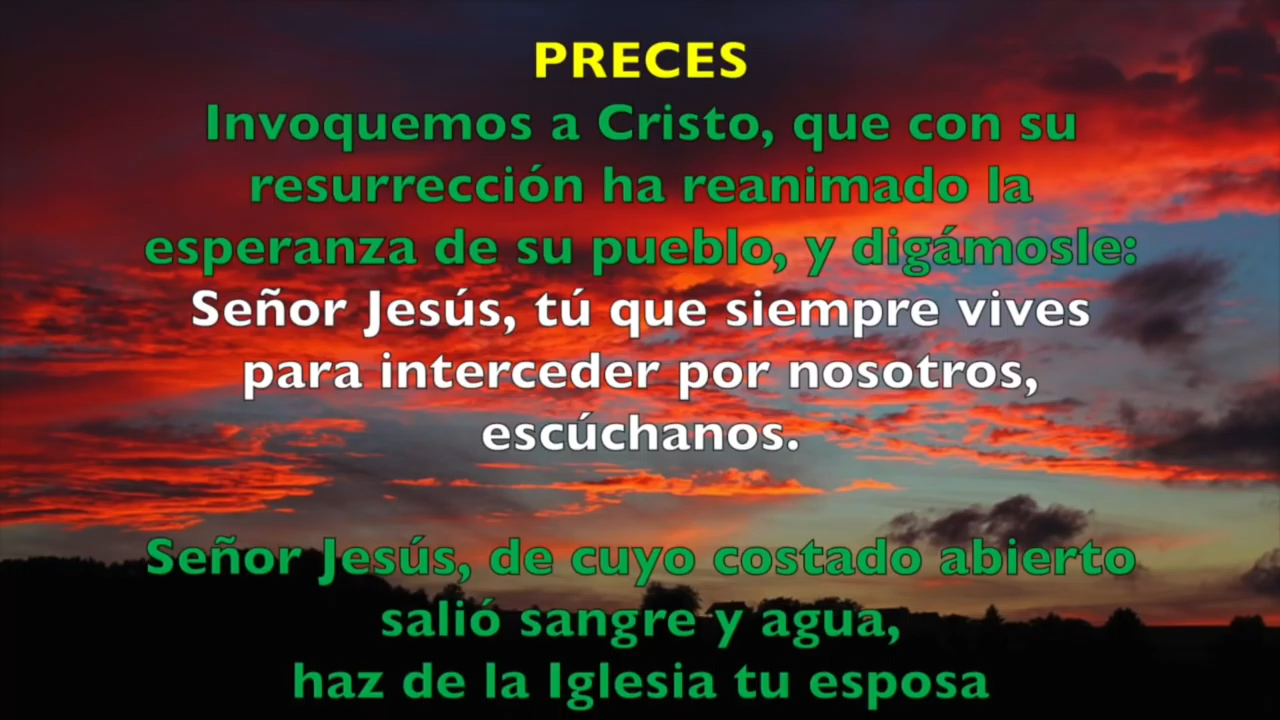 PRECES
Invoquemos a Cristo, que con su
resurrección ha reanimado la
esperanza de su pueblo, y digámosle:
Señor Jesús, tú que siempre vives
para interceder por nosotros,
escúchanos.
Señor Jesús, de cuyo costado abierto
salió sangre y agua,
haz de la Iglesia tu esposa